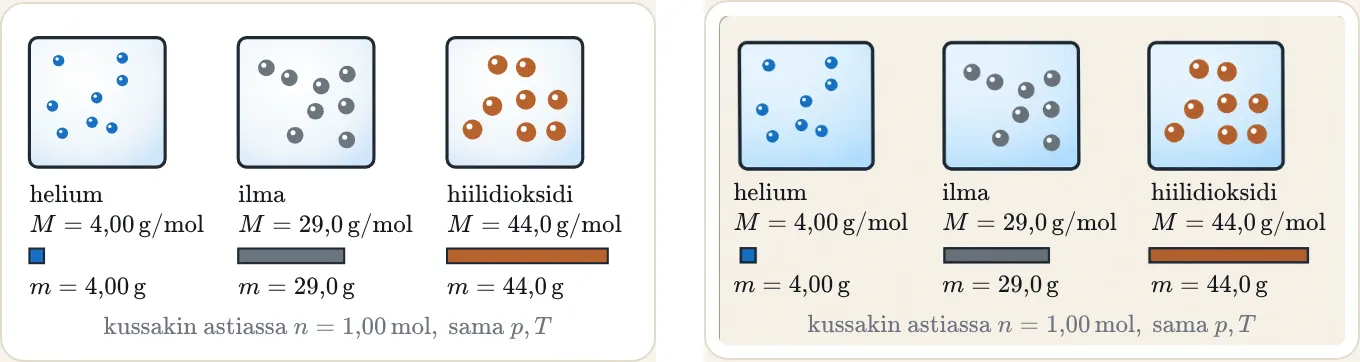 helium
M = 4,00 g/mol
m = 4,00 g
ilma
M = 29,0 g/mol
m = 29,0 g
hiilidioksidi
M = 44,0 g/mol
m = 44,0 g
kussakin astiassa n = 1,00 mol, sama p, T
helium
M = 4,00 g/mol
m = 4,00 g
ilma
M = 29,0 g/mol
m = 29,0 g
hiilidioksidi
M = 44,0 g/mol
m = 44,0 g
kussakin astiassa n = 1,00 mol, sama p, T